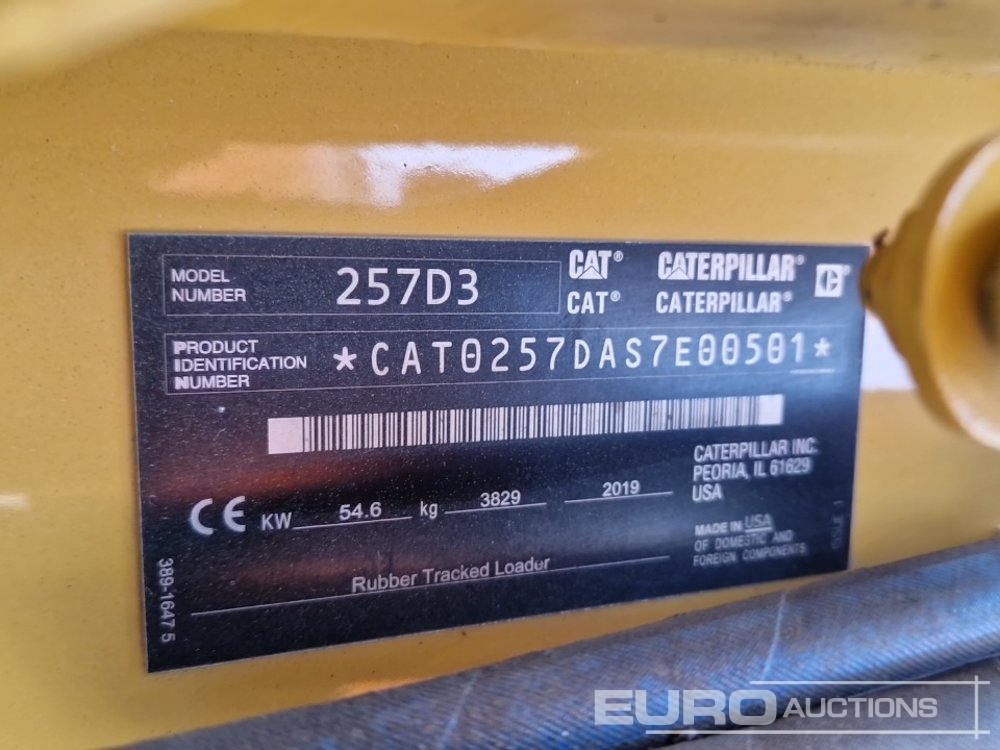 MODEL NUMBER 257D3
CAT® CATERPILLAR®
CAT® CATERPILLAR®
PRODUCT IDENTIFICATION NUMBER *CAT0257DAS7E00501*
CE KW 54.6 kg 3829 2019
CATERPILLAR INC.
PEORIA, IL 61629
USA
MADE IN USA
OF DOMESTIC AND
FOREIGN COMPONENTS
Rubber Tracked Loader
389-1647 5
EURO AUCTIONS